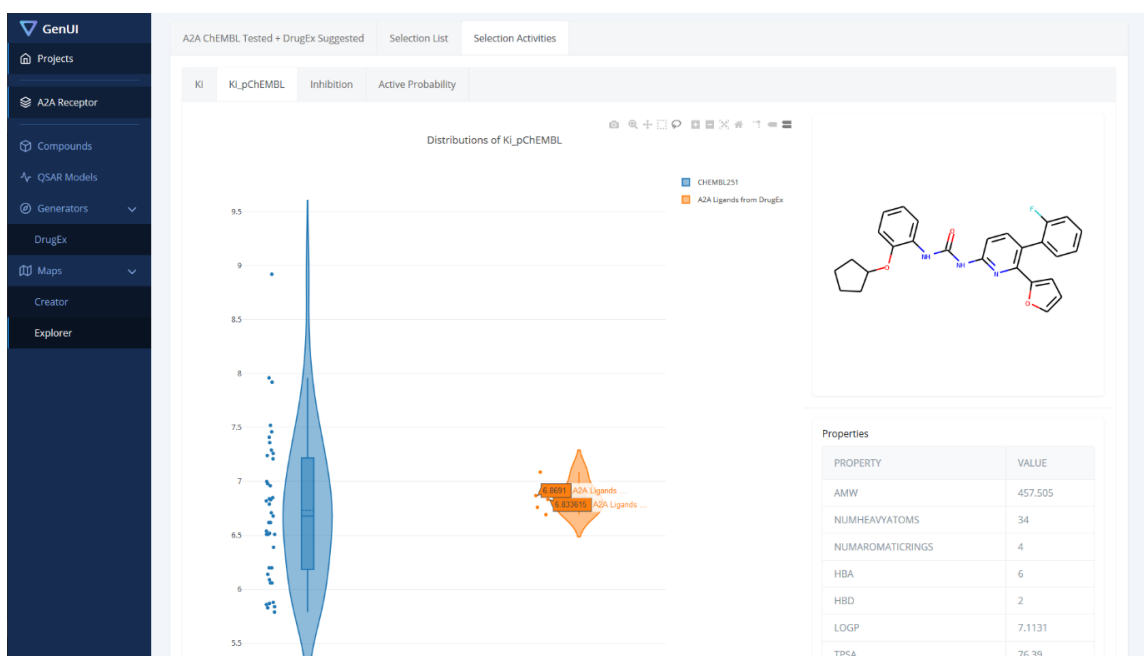 GenUI
Projects
A2A Receptor
Compounds
QSAR Models
Generators
DrugEx
Maps
Creator
Explorer
A2A ChEMBL Tested + DrugEx Suggested
Selection List
Selection Activities
Ki
Ki_pChEMBL
Inhibition
Active Probability
Distributions of Ki_pChEMBL
CHEMBL251
A2A Ligands from DrugEx
9.5
9
8.5
8
7.5
7
6.5
6
5.5
6.8691 A2A Ligands ...
6.833615 A2A Ligands ...
F
O
NH
NH
O
N
O
Properties
PROPERTY VALUE
AMW 457.505
NUMHEAVYATOMS 34
NUMAROMATICRINGS 4
HBA 6
HBD 2
LOGP 7.1131
TPSA 76.39